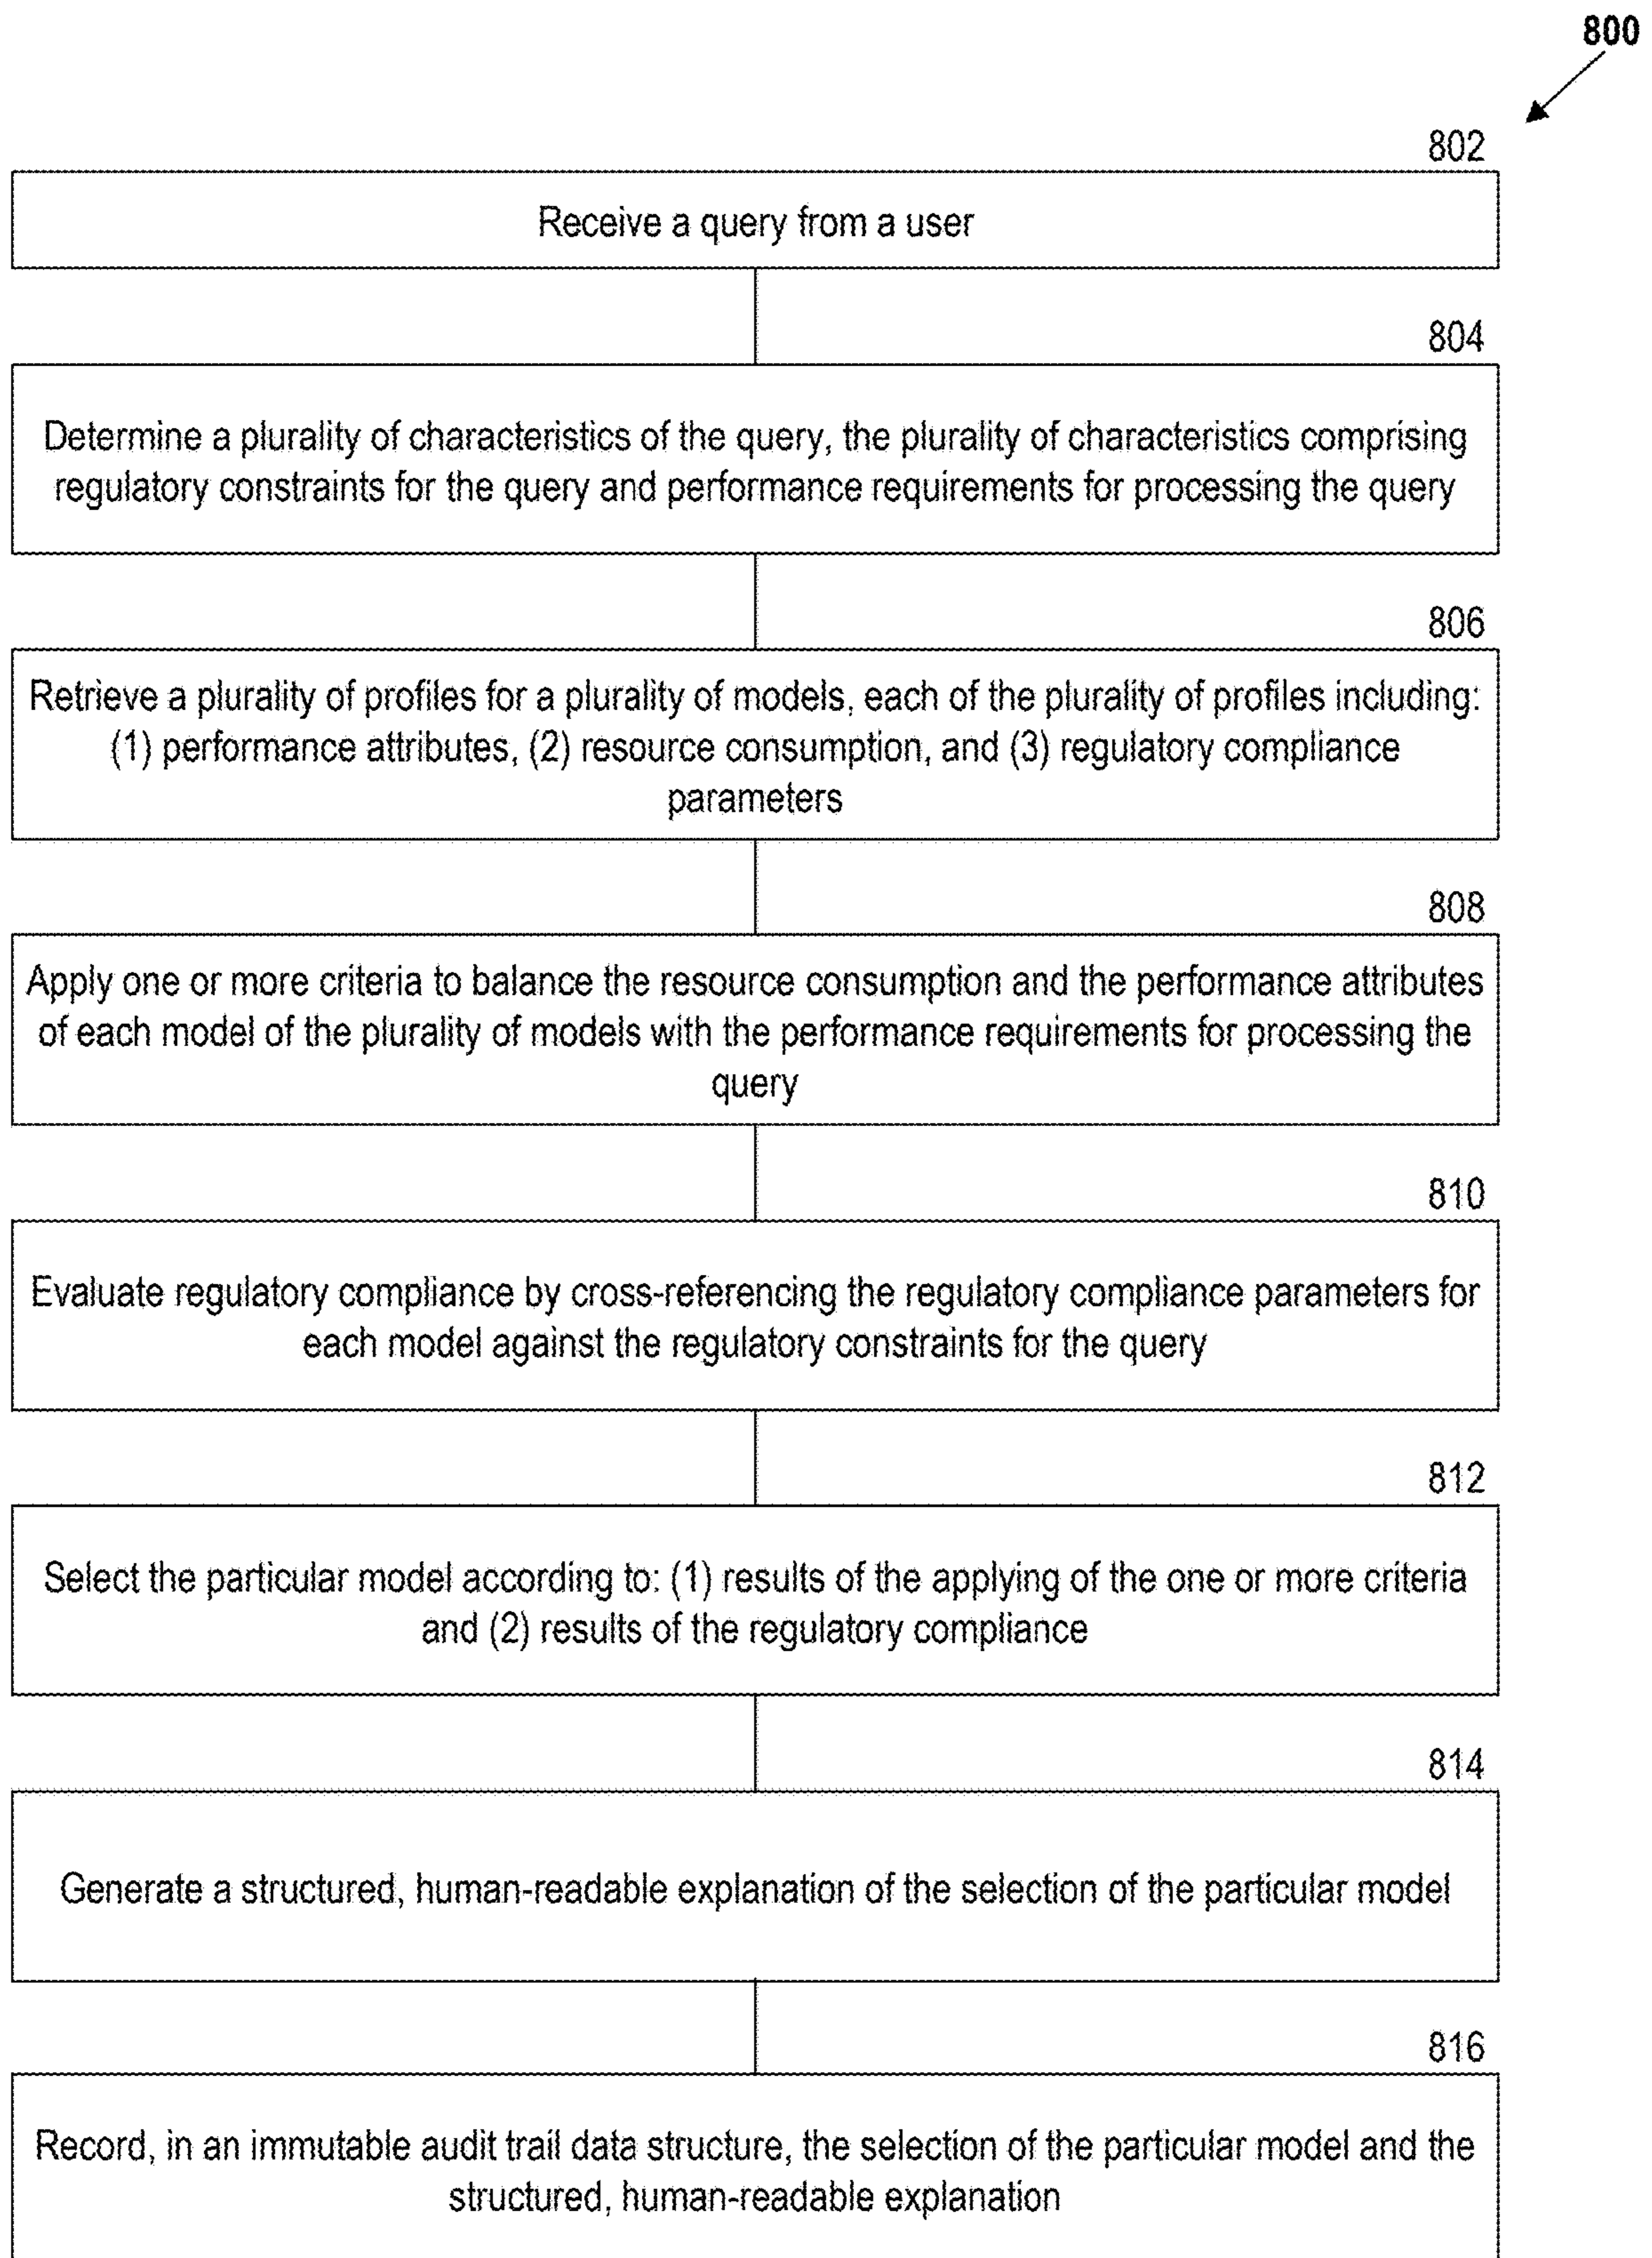 800
802
Receive a query from a user
804
Determine a plurality of characteristics of the query, the plurality of characteristics comprising
regulatory constraints for the query and performance requirements for processing the query
806
Retrieve a plurality of profiles for a plurality of models, each of the plurality of profiles including:
(1) performance attributes, (2) resource consumption, and (3) regulatory compliance
parameters
808
Apply one or more criteria to balance the resource consumption and the performance attributes
of each model of the plurality of models with the performance requirements for processing the
query
810
Evaluate regulatory compliance by cross-referencing the regulatory compliance parameters for
each model against the regulatory constraints for the query
812
Select the particular model according to: (1) results of the applying of the one or more criteria
and (2) results of the regulatory compliance
814
Generate a structured, human-readable explanation of the selection of the particular model
816
Record, in an immutable audit trail data structure, the selection of the particular model and the
structured, human-readable explanation